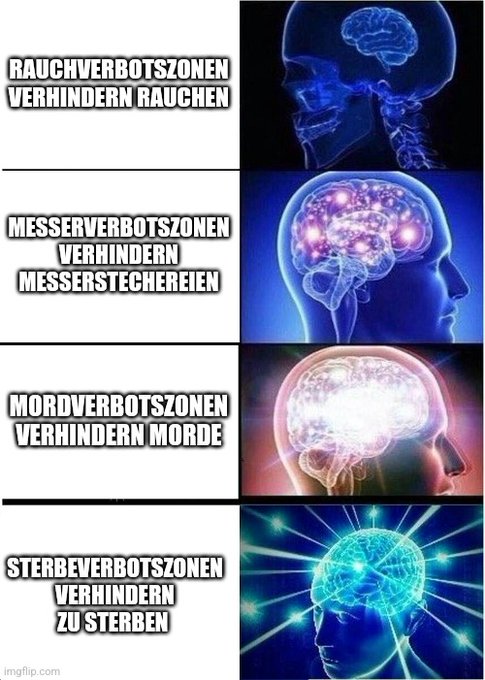 RAUCHVERBOTSZONEN
VERHINDERN RAUCHEN
MESSERVERBOTSZONEN
VERHINDERN
MESSERSTECHEREIEN
MORDVERBOTSZONEN
VERHINDERN MORDE
STERBEVERBOTSZONEN
VERHINDERN
ZU STERBEN
imgflip.com